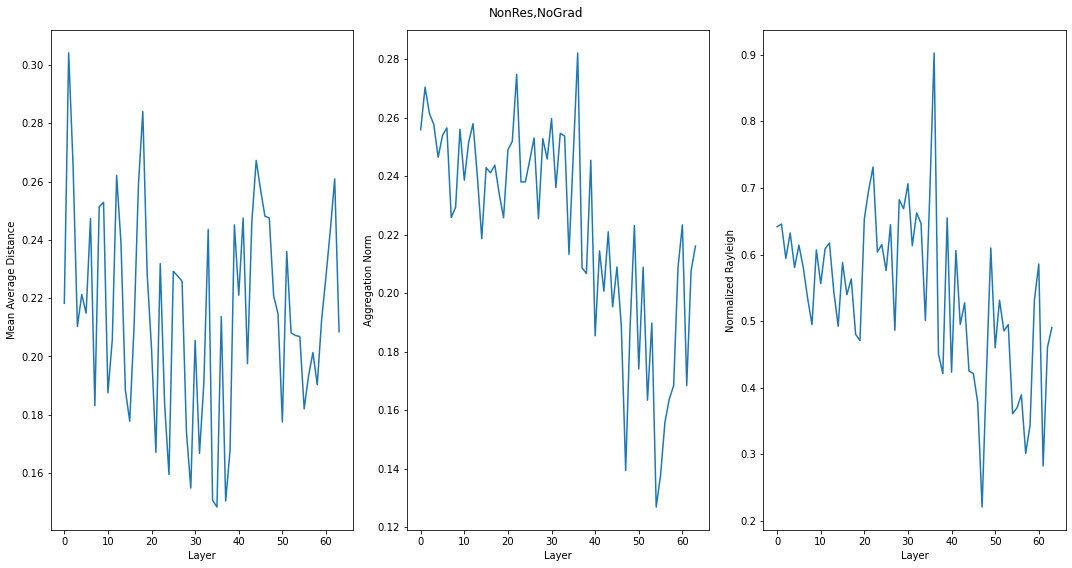 NonRes,NoGrad
Mean Average Distance
0.30
0.28
0.26
0.24
0.22
0.20
0.18
0.16
0 10 20 30 40 50 60
Layer
Aggregation Norm
0.28
0.26
0.24
0.22
0.20
0.18
0.16
0.14
0.12
0 10 20 30 40 50 60
Layer
Normalized Rayleigh
0.9
0.8
0.7
0.6
0.5
0.4
0.3
0.2
0 10 20 30 40 50 60
Layer